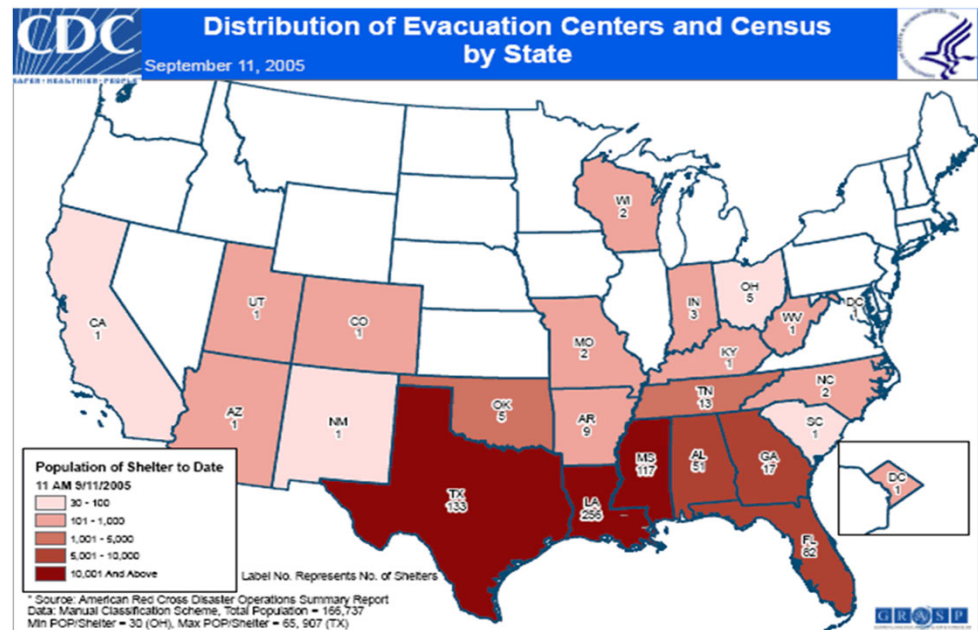 CDC
SAFER • HEALTHIER • PEOPLE
Distribution of Evacuation Centers and Census
by State
September 11, 2005
WI
2
OH
5
IN
3
DC
1
WV
1
UT
1
CO
1
CA
1
MO
2
KY
1
NC
2
TN
13
OK
5
AR
9
AZ
1
NM
1
SC
1
MS
117
AL
51
GA
17
DC
1
TX
133
LA
256
FL
82
Population of Shelter to Date
11 AM 9/11/2005
30 - 100
101 - 1,000
1,001 - 5,000
5,001 - 10,000
10,001 And Above
Label No. Represents No. of Shelters
* Source: American Red Cross Disaster Operations Summary Report
Data: Manual Classification Scheme, Total Population = 166,737
Min POP/Shelter = 30 (OH), Max POP/Shelter = 65, 907 (TX)
GRASP